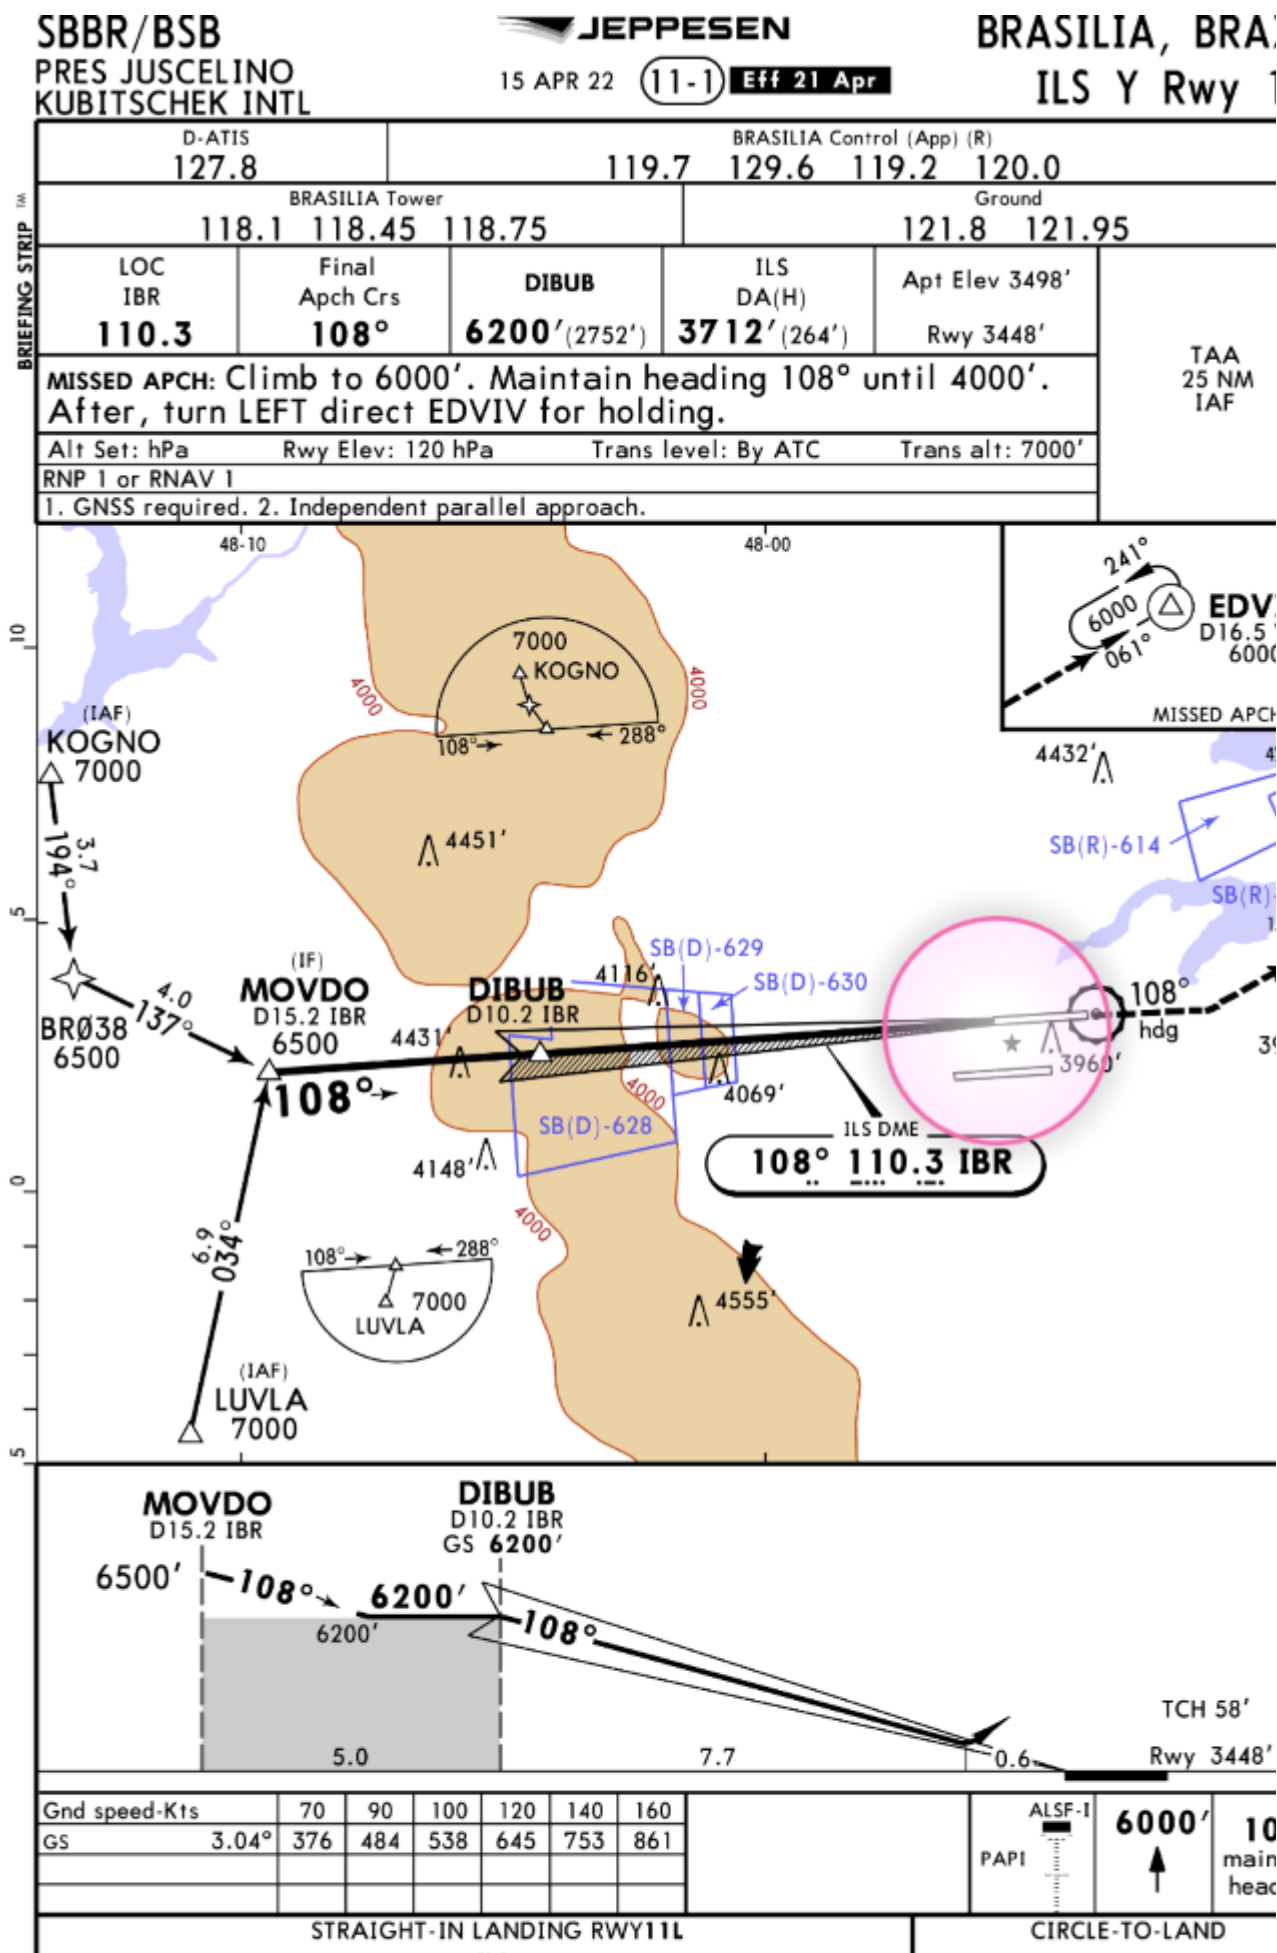 SBBR/BSB
PRES JUSCELINO
KUBITSCHEK INTL
JEPPESEN
15 APR 22 11-1 Eff 21 Apr
BRASILIA,
ILS Y Rwy
BRIEFING STRIP TM
D-ATIS
127.8
BRASILIA Control (App) (R)
119.7 129.6 119.2 120.0
BRASILIA Tower
118.1 118.45 118.75
Ground
121.8 121.95
LOC
IBR
110.3
Final
Apch Crs
108°
DIBUB
6200'(2752')
ILS
DA(H)
3712'(264')
Apt Elev 3498'
Rwy 3448'
TAA
25 NM
IAF
MISSED APCH: Climb to 6000'. Maintain heading 108° until 4000'.
After, turn LEFT direct EDVIV for holding.
Alt Set: hPa Rwy Elev: 120 hPa Trans level: By ATC Trans alt: 7000'
RNP 1 or RNAV 1
1. GNSS required. 2. Independent parallel approach.
48-10
48-00
10
5
0
5
241°
6000
061°
D16.5
MISSED APCH
7000
KOGNO
108°
288°
4000
4000
(IAF)
KOGNO
7000
3.7
194°
4451'
4432'
SB(R)-614
BRØ38
6500
4.0
137°
(IF)
MOVDO
D15.2 IBR
6500
DIBUB
D10.2 IBR
4431'
4116'
SB(D)-629
SB(D)-630
108°
hdg
3960'
108°
4069'
4000
SB(D)-628
4148'
ILS DME
108° 110.3 IBR
6.9
034°
4000
108°
288°
7000
LUVLA
4555'
(IAF)
LUVLA
7000
MOVDO
D15.2 IBR
DIBUB
D10.2 IBR
GS 6200'
6500'
108°
6200'
6200'
108°
TCH 58'
5.0
7.7
0.6
Rwy 3448'
Gnd speed-Kts 70 90 100 120 140 160
GS 3.04° 376 484 538 645 753 861
ALSF-I
PAPI
6000'
STRAIGHT-IN LANDING RWY11L
CIRCLE-TO-LAND